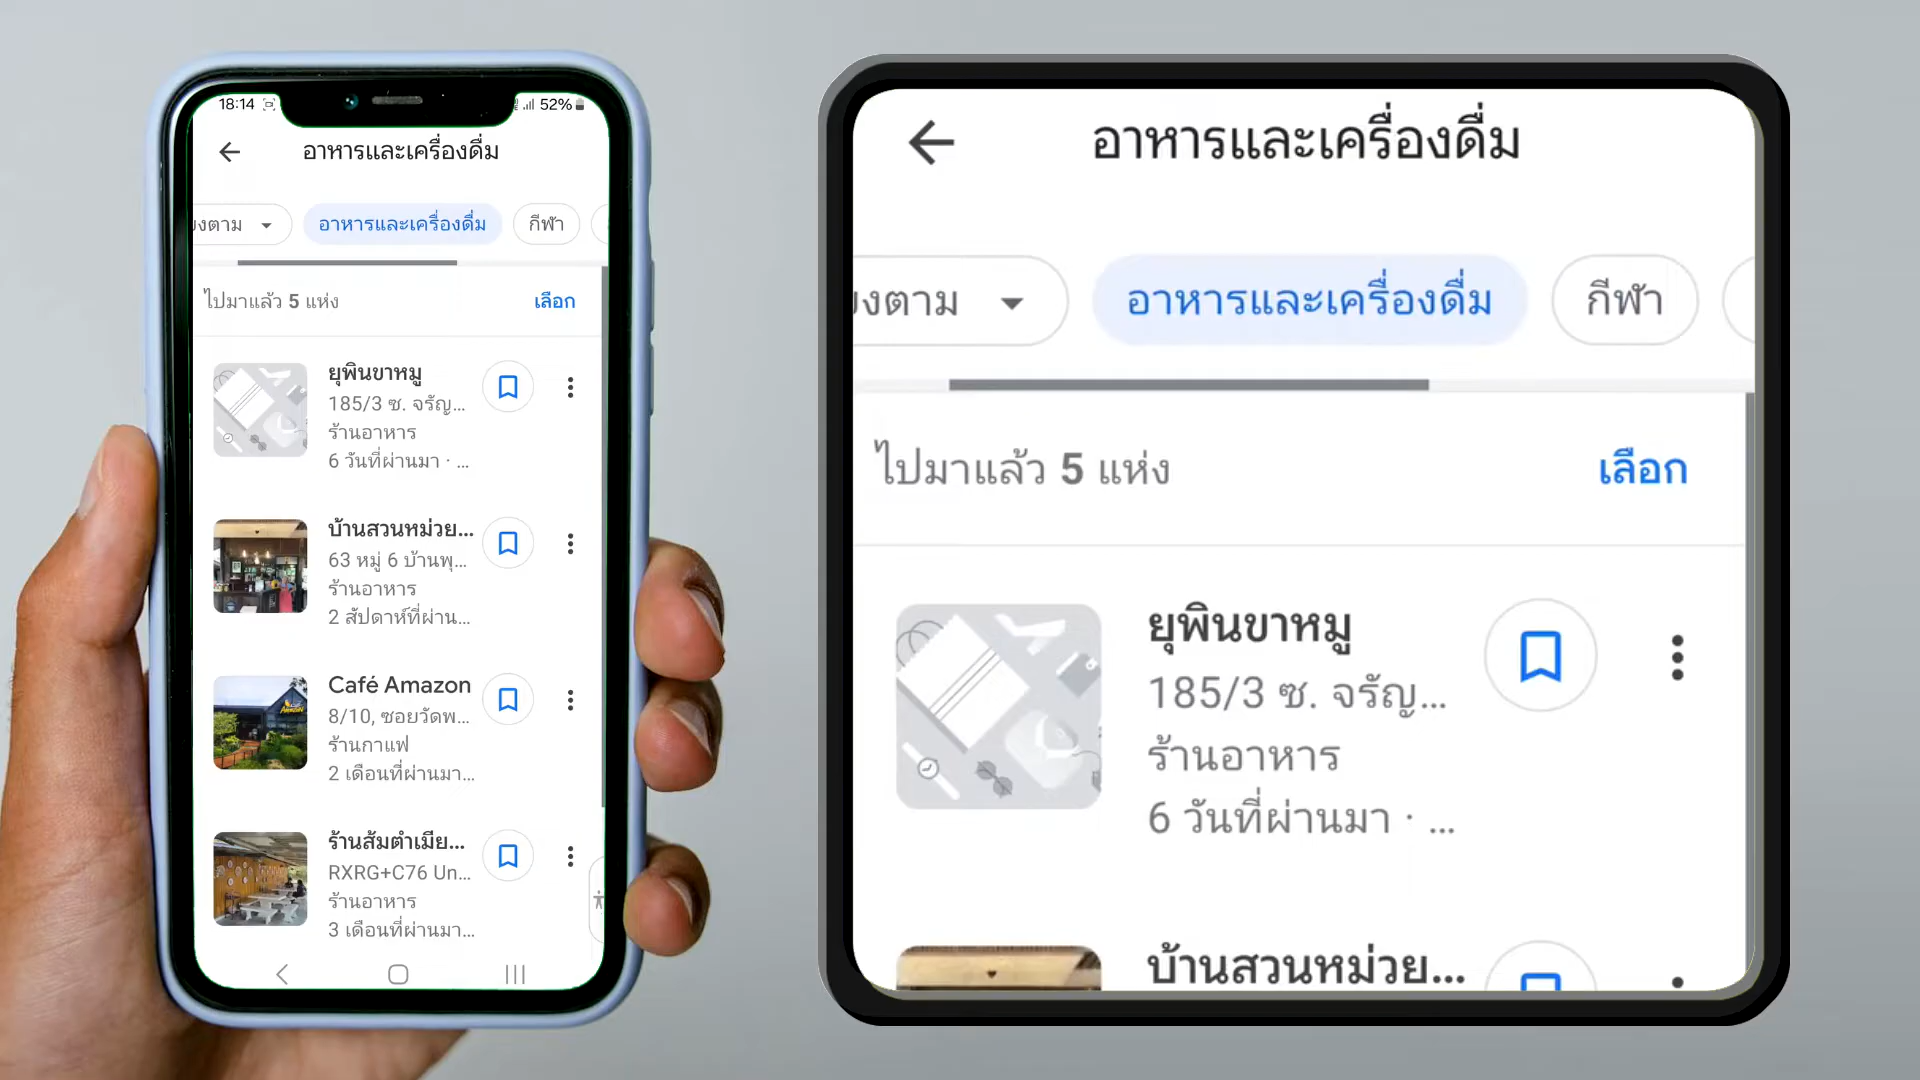 18:14 52%
อาหารและเครื่องดื่ม
งตาม อาหารและเครื่องดื่ม กีฬา
ไปมาแล้ว 5 แห่ง เลือก
ยุพินขาหมู
185/3 ซ. จรัญ...
ร้านอาหาร
6 วันที่ผ่านมา · ...
บ้านสวนหม่วย...
63 หมู่ 6 บ้านพุ...
ร้านอาหาร
2 สัปดาห์ที่ผ่าน...
Café Amazon
8/10, ซอยวัดพ...
ร้านกาแฟ
2 เดือนที่ผ่านมา...
ร้านส้มตำเมีย...
RXRG+C76 Un...
ร้านอาหาร
3 เดือนที่ผ่านมา...
อาหารและเครื่องดื่ม
งตาม อาหารและเครื่องดื่ม กีฬา
ไปมาแล้ว 5 แห่ง เลือก
ยุพินขาหมู
185/3 ซ. จรัญ...
ร้านอาหาร
6 วันที่ผ่านมา · ...
บ้านสวนหม่วย...